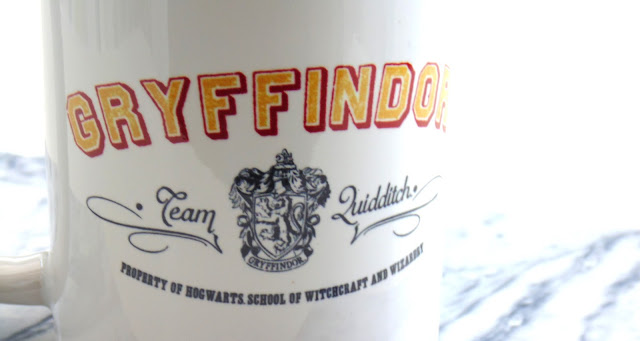 GRYFFINDOR
Team Quidditch
GRYFFINDOR
PROPERTY OF HOGWARTS. SCHOOL OF WITCHCRAFT AND WIZARDRY